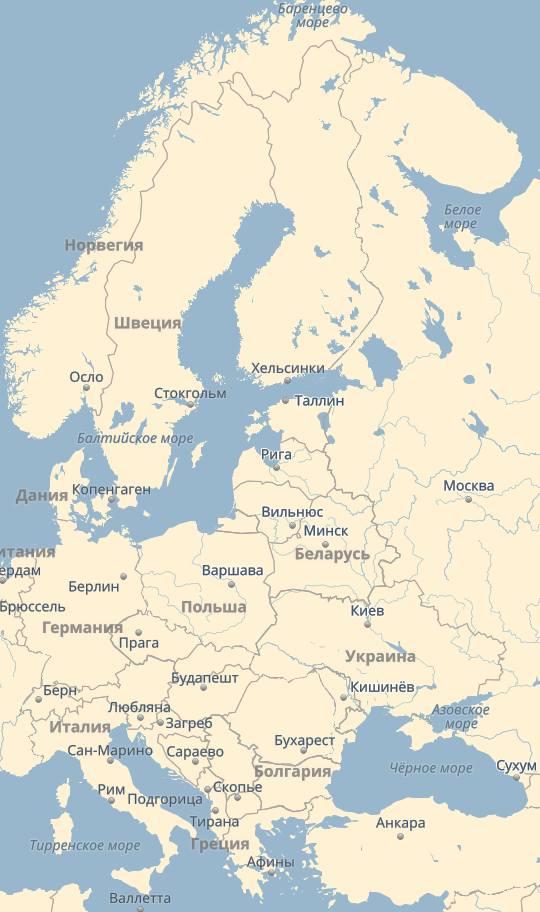 Баренцево
море
Белое
море
Норвегия
Швеция
Хельсинки
Осло
Стокгольм
Таллин
Балтийское море
Рига
Москва
Дания
Копенгаген
Вильнюс
Минск
итания
Беларусь
ердам
Варшава
Берлин
Брюссель
Польша
Киев
Германия
Прага
Украина
Будапешт
Берн
Кишинёв
Любляна
Азовское
море
Италия
Загреб
Бухарест
Сан-Марино
Сараево
Сухум
Чёрное море
Болгария
Рим
Скопье
Подгорица
Тирана
Анкара
Тирренское море
Греция
Афины
Валлетта